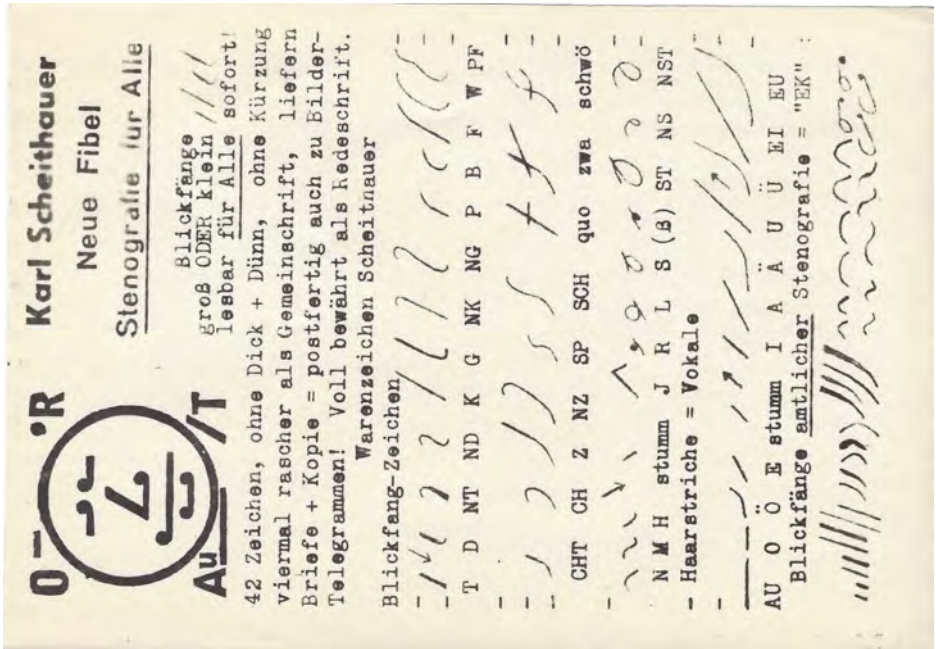 Karl Scheithauer
Neue Fibel
Stenografie für Alle
O R
Au T
Blickfänge
groß ODER klein
lesbar für Alle sofort!
42 Zeichen, ohne Dick + Dünn, ohne Kürzung
viermal rascher als Gemeinschrift, liefern
Briefe + Kopie = postfertig auch zu Bilder-
Telegrammen! Voll bewährt als Redeschrift.
Warenzeichen Scheithauer
Blickfang-Zeichen
T D NT ND K G NK NG P B F W PF
CHT CH Z NZ SP SCH quo zwa schwö
N M H stumm J R L S (ß) ST NS NST
- Haarstriche = Vokale
AU O Ö E stumm I A Ä U Ü EI EU
Blickfänge amtlicher Stenografie = "EK" :